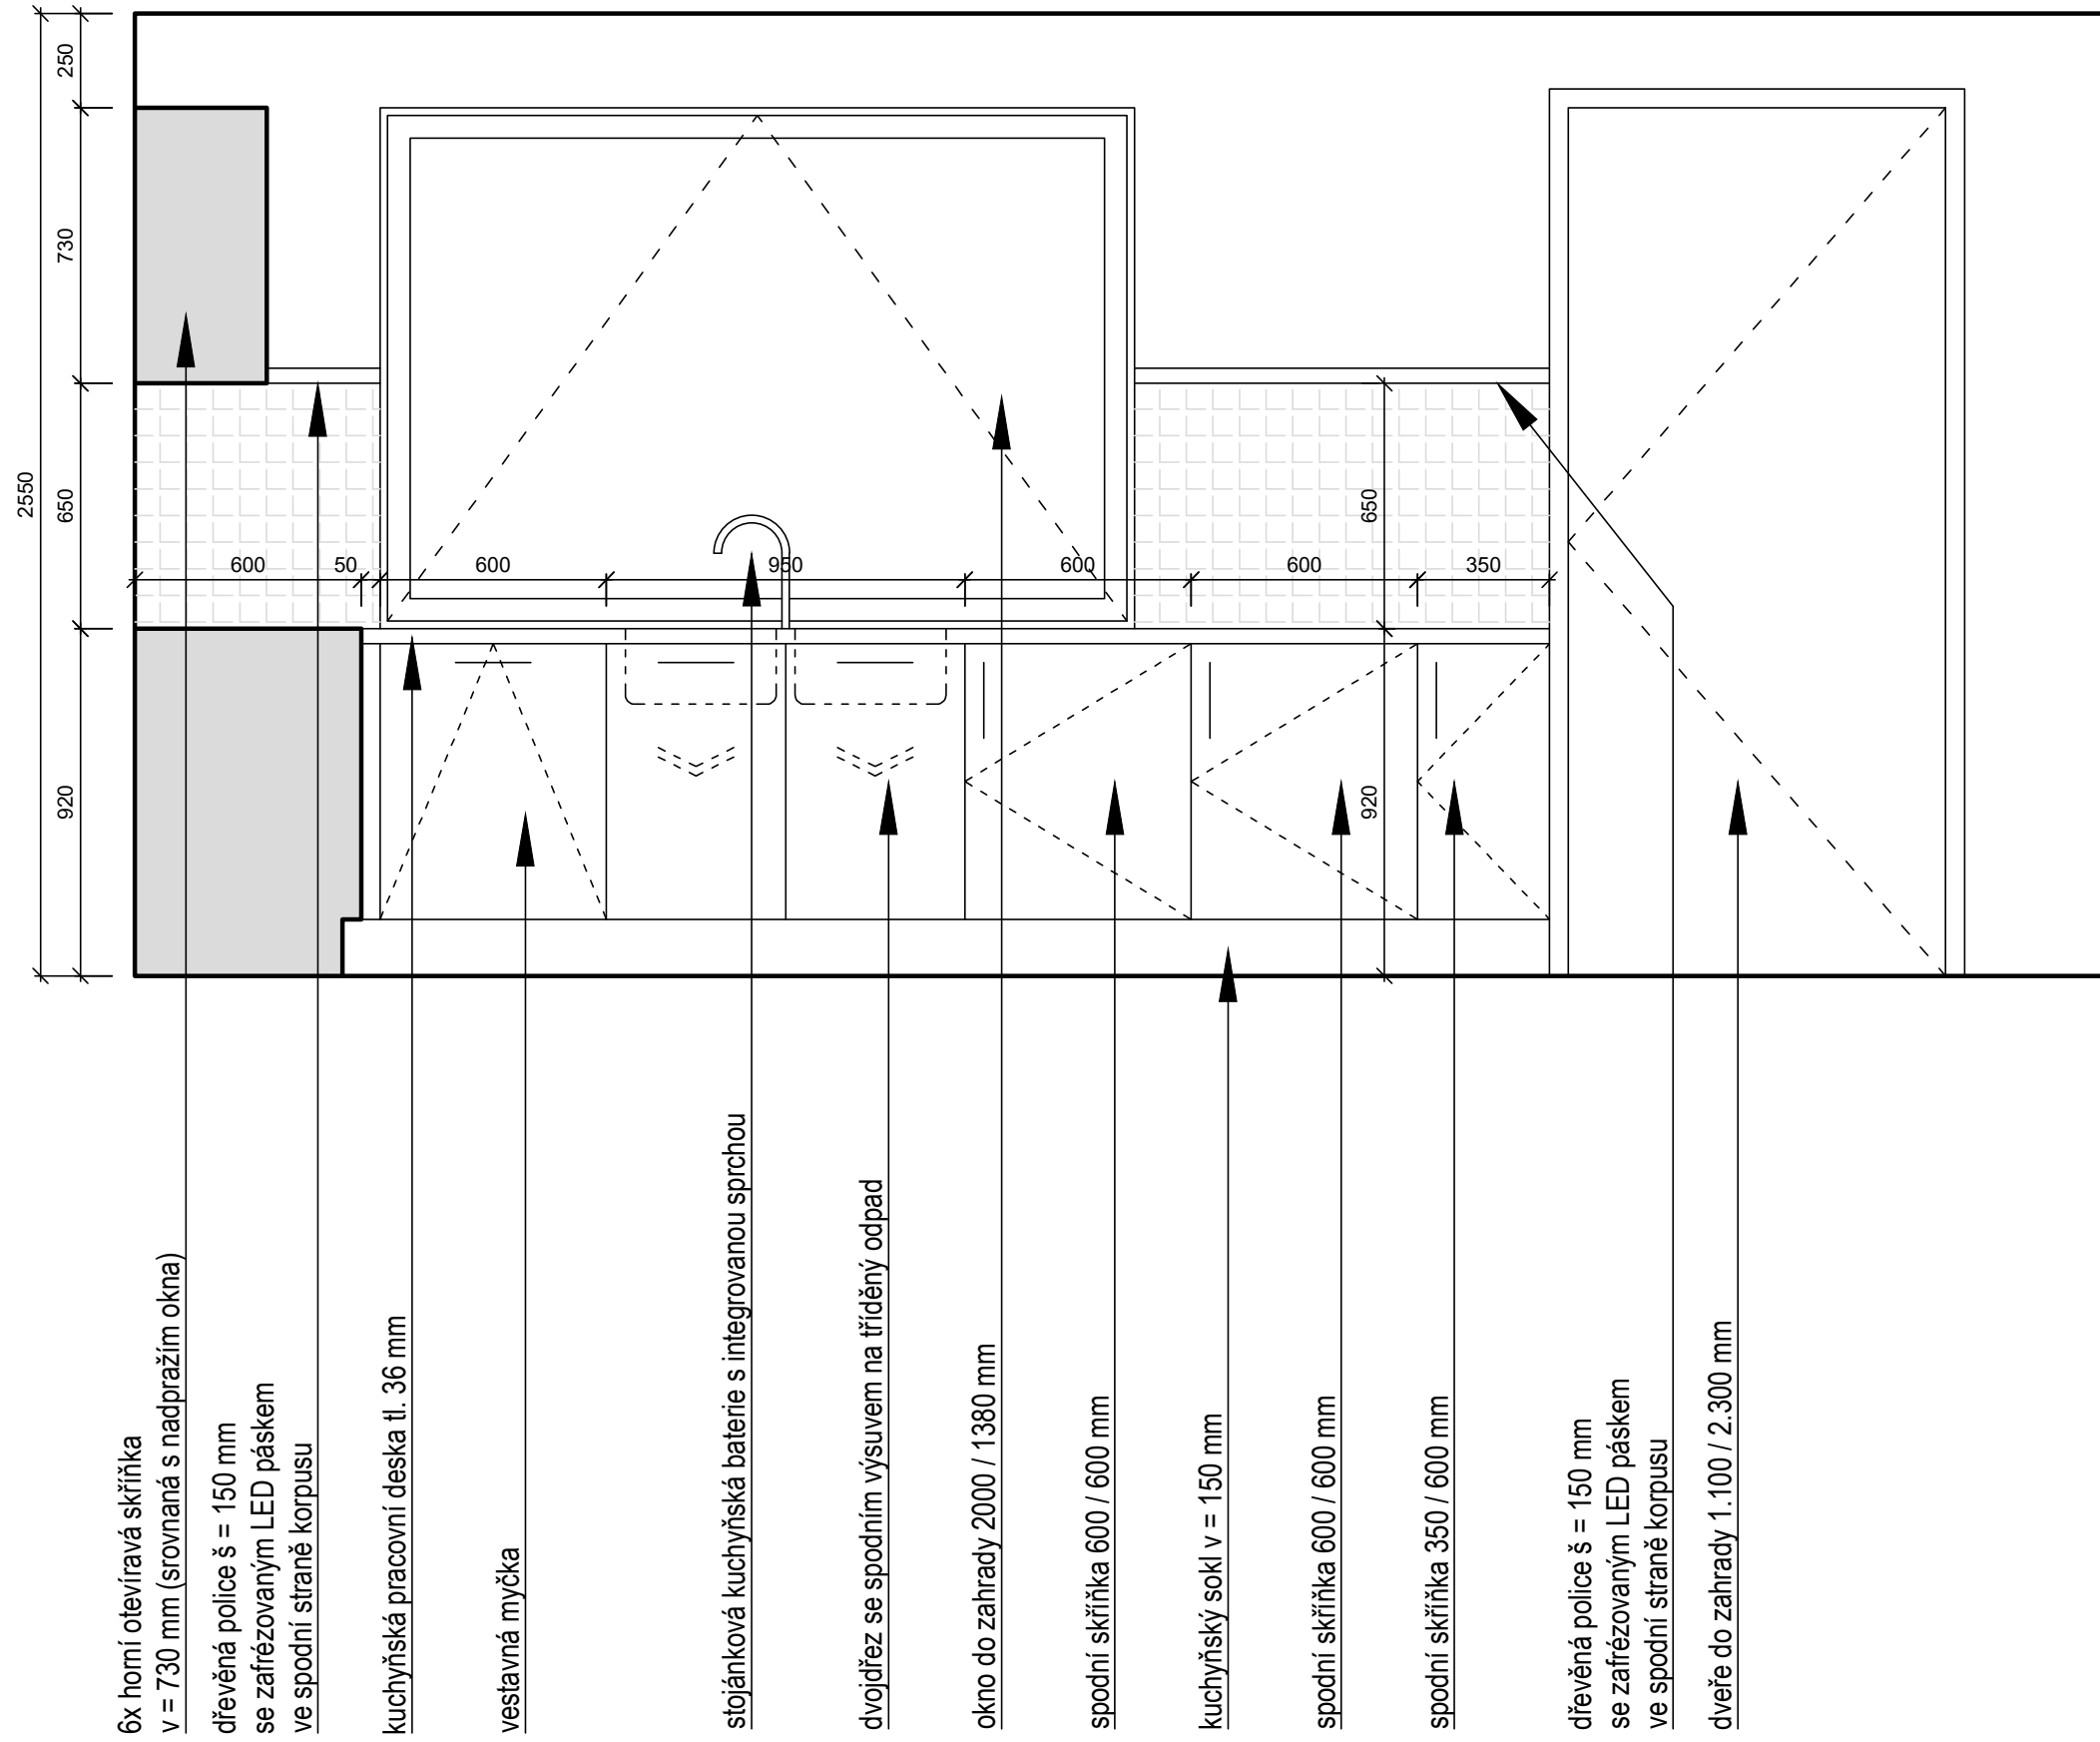 250
730
2550
650
920
600
50
600
950
600
600
350
650
920
6x horní otevíravá skříňka
v = 730 mm (srovnaná s nadpražím okna)
dřevěná police š = 150 mm
se zafrézovaným LED páskem
ve spodní straně korpusu
kuchyňská pracovní deska tl. 36 mm
vestavná myčka
stojánková kuchyňská baterie s integrovanou sprchou
dvojdřez se spodním výsuvem na tříděný odpad
okno do zahrady 2000 / 1380 mm
spodní skříňka 600 / 600 mm
kuchyňský sokl v = 150 mm
spodní skříňka 600 / 600 mm
spodní skříňka 350 / 600 mm
dřevěná police š = 150 mm
se zafrézovaným LED páskem
ve spodní straně korpusu
dveře do zahrady 1.100 / 2.300 mm